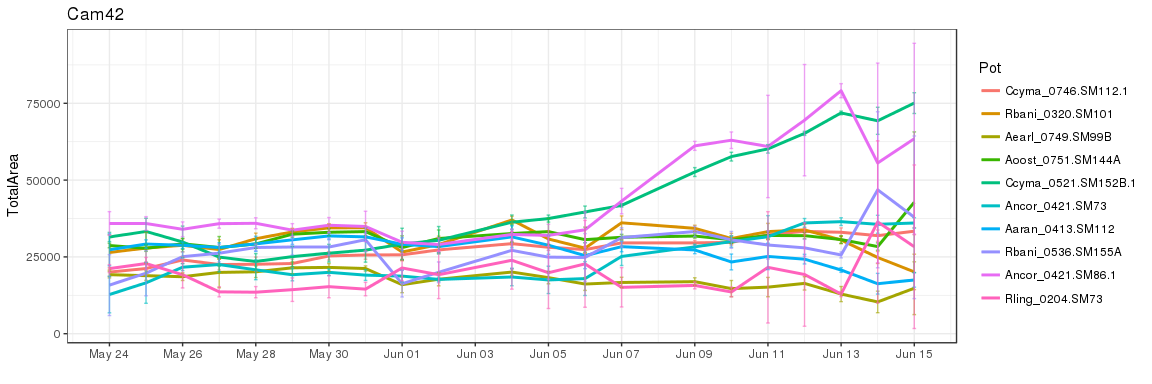 Cam42
TotalArea
75000
50000
25000
0
May 24
May 26
May 28
May 30
Jun 01
Jun 03
Jun 05
Jun 07
Jun 09
Jun 11
Jun 13
Jun 15
Pot
Ccyma_0746.SM112.1
Rbani_0320.SM101
Aearl_0749.SM99B
Aoost_0751.SM144A
Ccyma_0521.SM152B.1
Ancor_0421.SM73
Aaran_0413.SM112
Rbani_0536.SM155A
Ancor_0421.SM86.1
Rling_0204.SM73